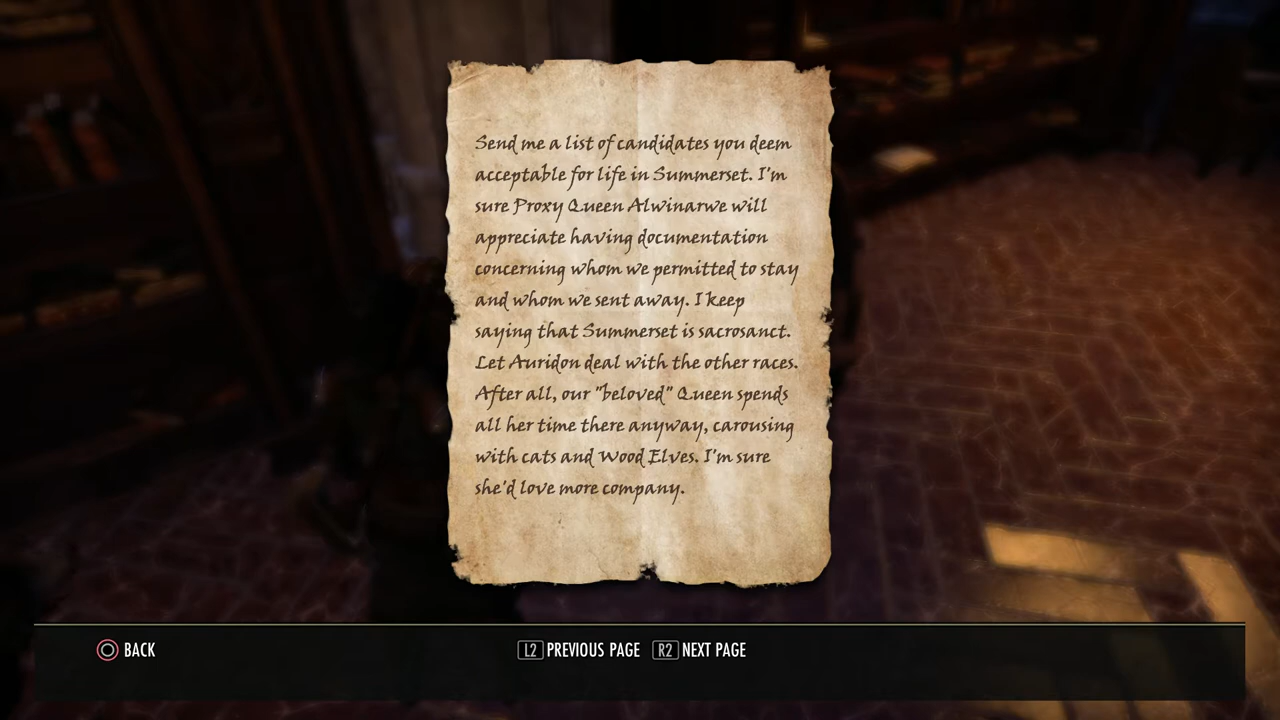 Send me a list of candidates you deem
acceptable for life in Summerset. I'm
sure Proxy Queen Alwinarwe will
appreciate having documentation
concerning whom we permitted to stay
and whom we sent away. I keep
saying that Summerset is sacrosanct.
Let Auridon deal with the other races.
After all, our "beloved" Queen spends
all her time there anyway, carousing
with cats and Wood Elves. I'm sure
she'd love more company.
BACK
L2 PREVIOUS PAGE R2 NEXT PAGE